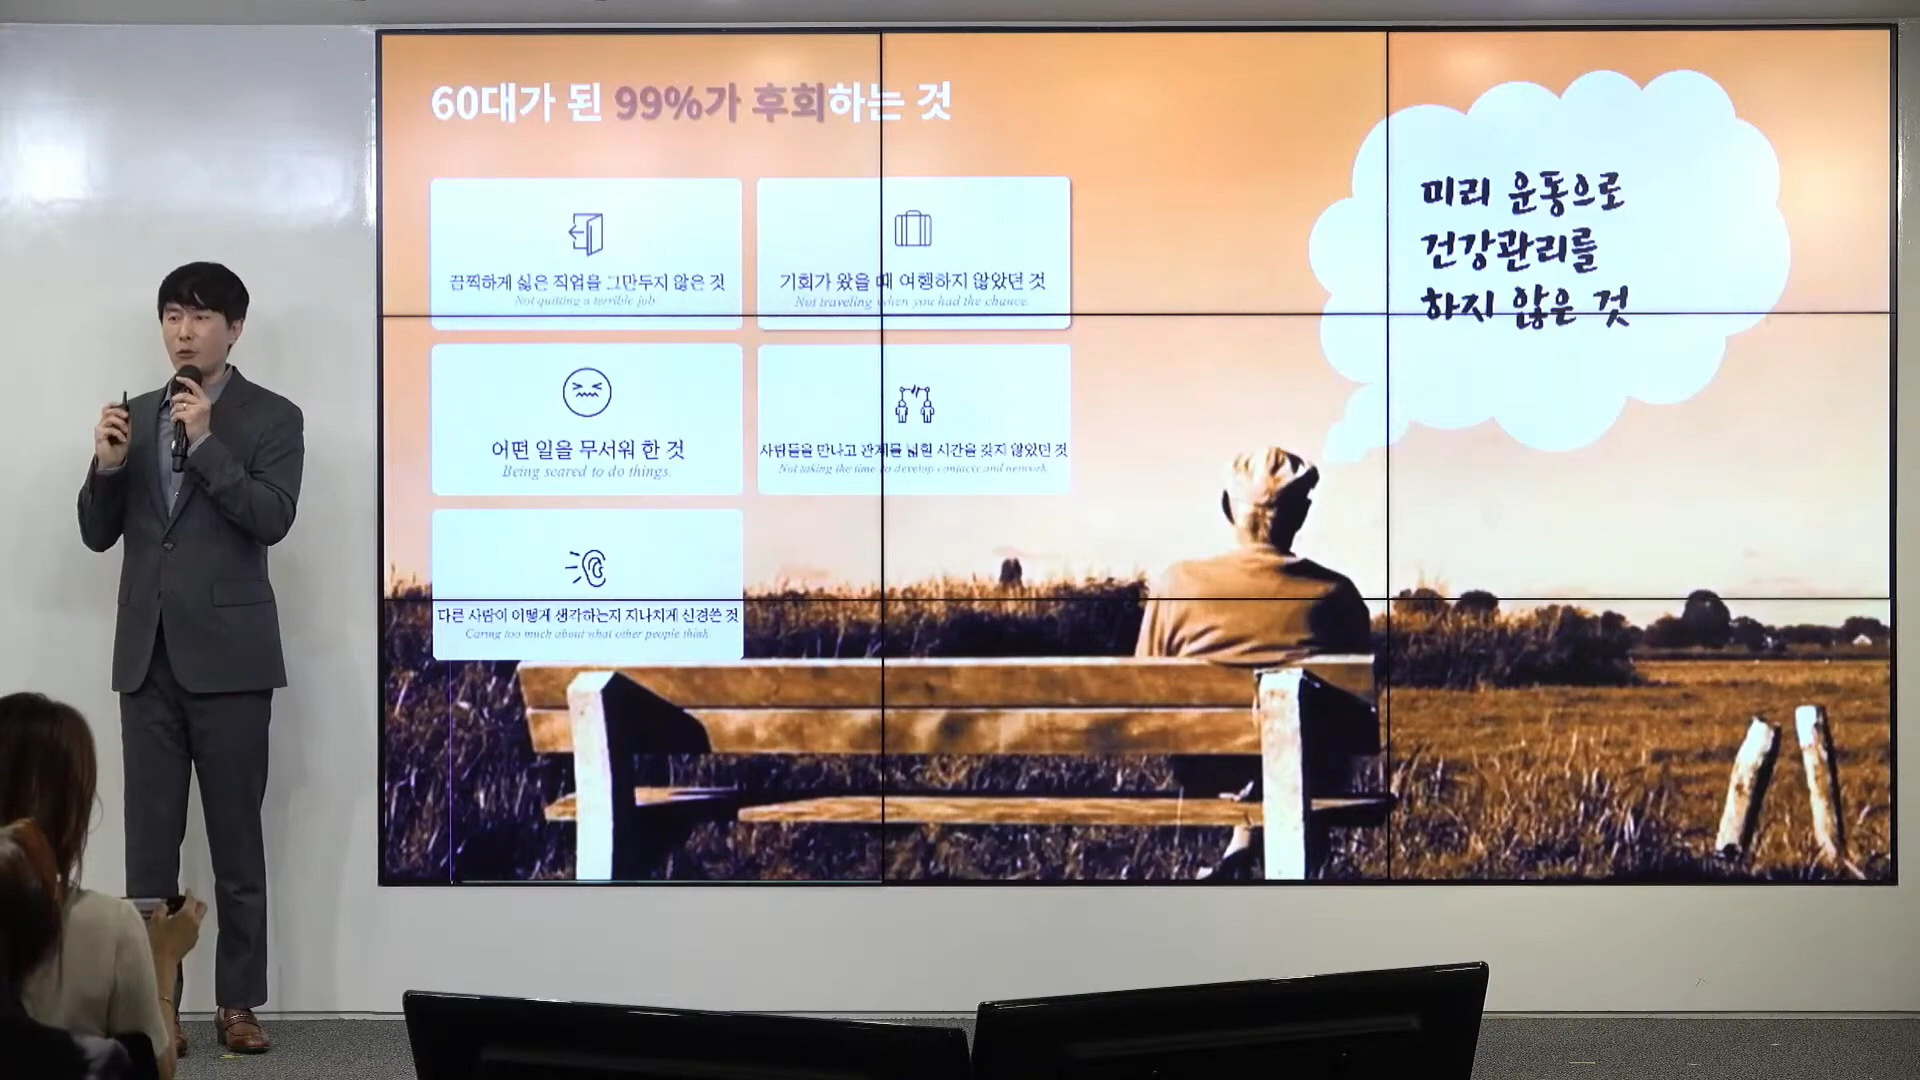 60대가 된 99%가 후회하는 것
끔찍하게 싫은 직업을 그만두지 않은 것
Not quitting a terrible job.
기회가 왔을 때 여행하지 않았던 것
Not traveling when you had the chance.
어떤 일을 무서워 한 것
Being scared to do things.
사람들을 만나고 관계를 넓힐 시간을 갖지 않았던 것
Not taking the time to develop contacts and network.
다른 사람이 어떻게 생각하는지 지나치게 신경쓴 것
Caring too much about what other people think.
미리 운동으로
건강관리를
하지 않은 것